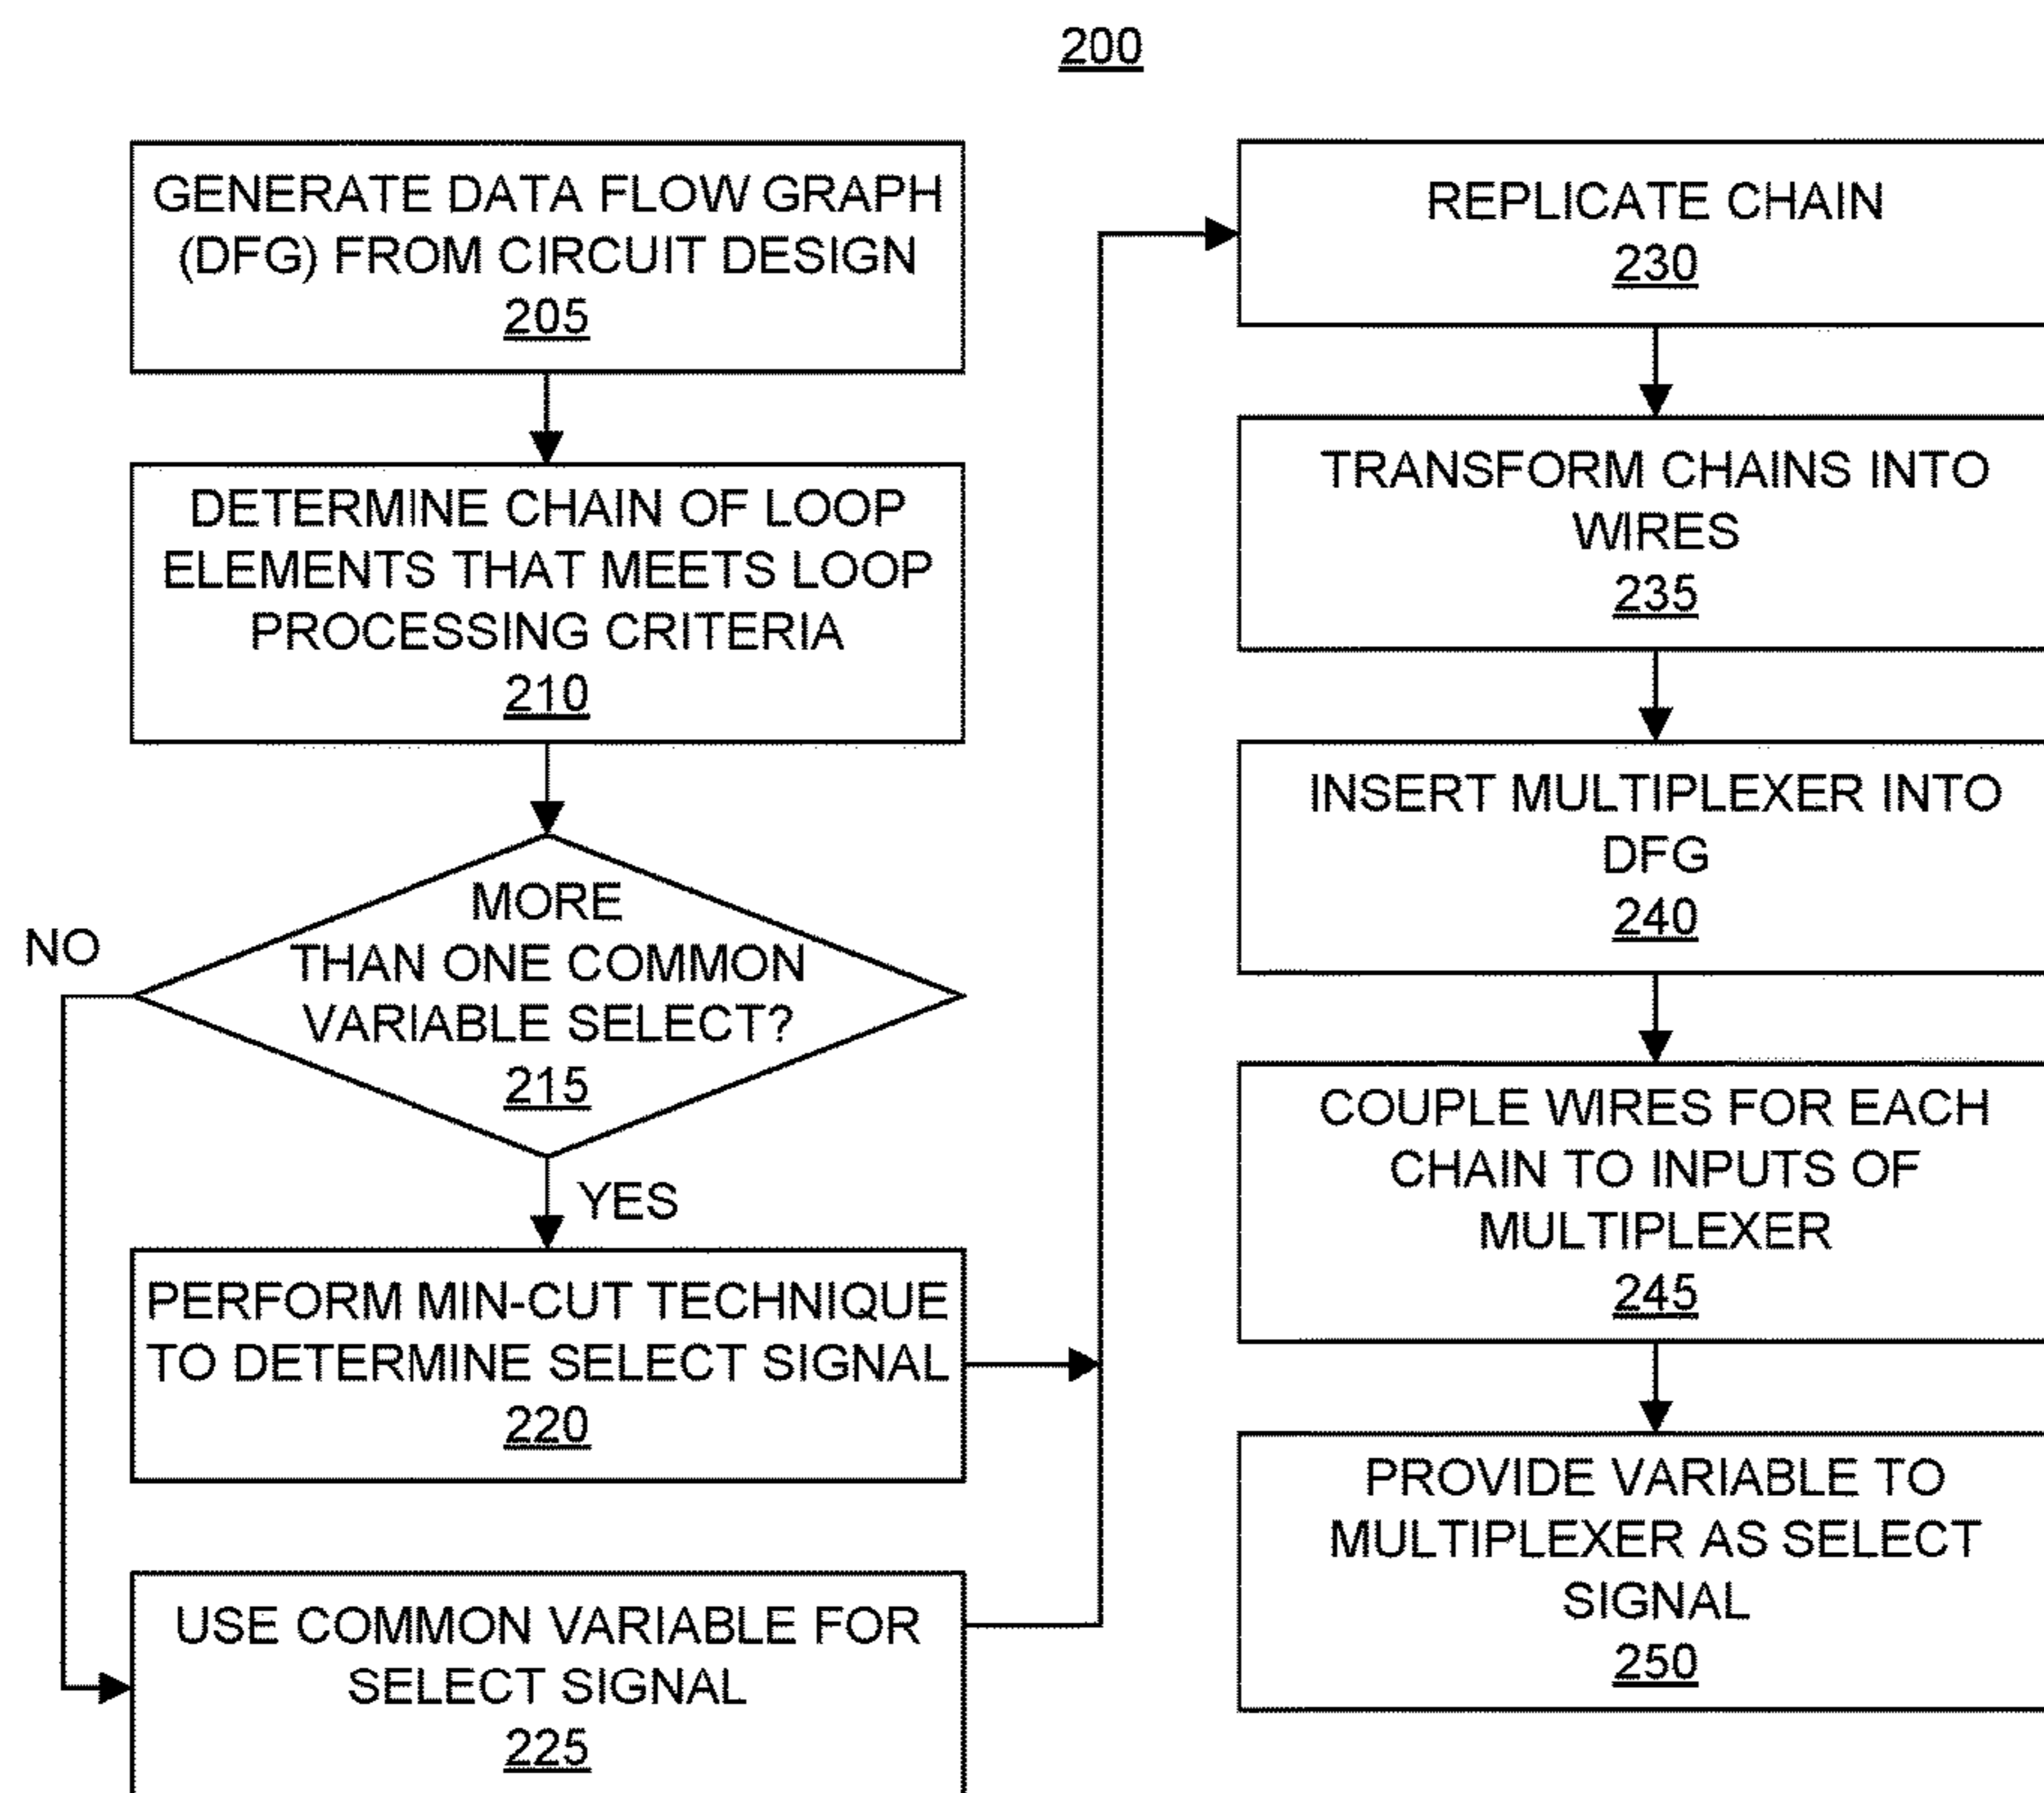 200
GENERATE DATA FLOW GRAPH
(DFG) FROM CIRCUIT DESIGN
205
DETERMINE CHAIN OF LOOP
ELEMENTS THAT MEETS LOOP
PROCESSING CRITERIA
210
MORE
THAN ONE COMMON
VARIABLE SELECT?
215
NO
YES
PERFORM MIN-CUT TECHNIQUE
TO DETERMINE SELECT SIGNAL
220
USE COMMON VARIABLE FOR
SELECT SIGNAL
225
REPLICATE CHAIN
230
TRANSFORM CHAINS INTO
WIRES
235
INSERT MULTIPLEXER INTO
DFG
240
COUPLE WIRES FOR EACH
CHAIN TO INPUTS OF
MULTIPLEXER
245
PROVIDE VARIABLE TO
MULTIPLEXER AS SELECT
SIGNAL
250